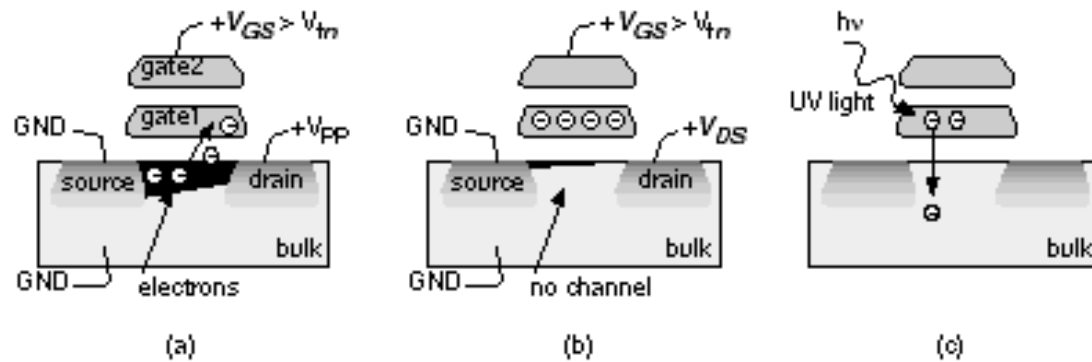 +VGS > Vtn
gate2
gate1
GND
+VPP
source
drain
bulk
GND
electrons
(a)
+VGS > Vtn
GND
+VDS
source
drain
bulk
GND
no channel
(b)
hν
UV light
bulk
(c)